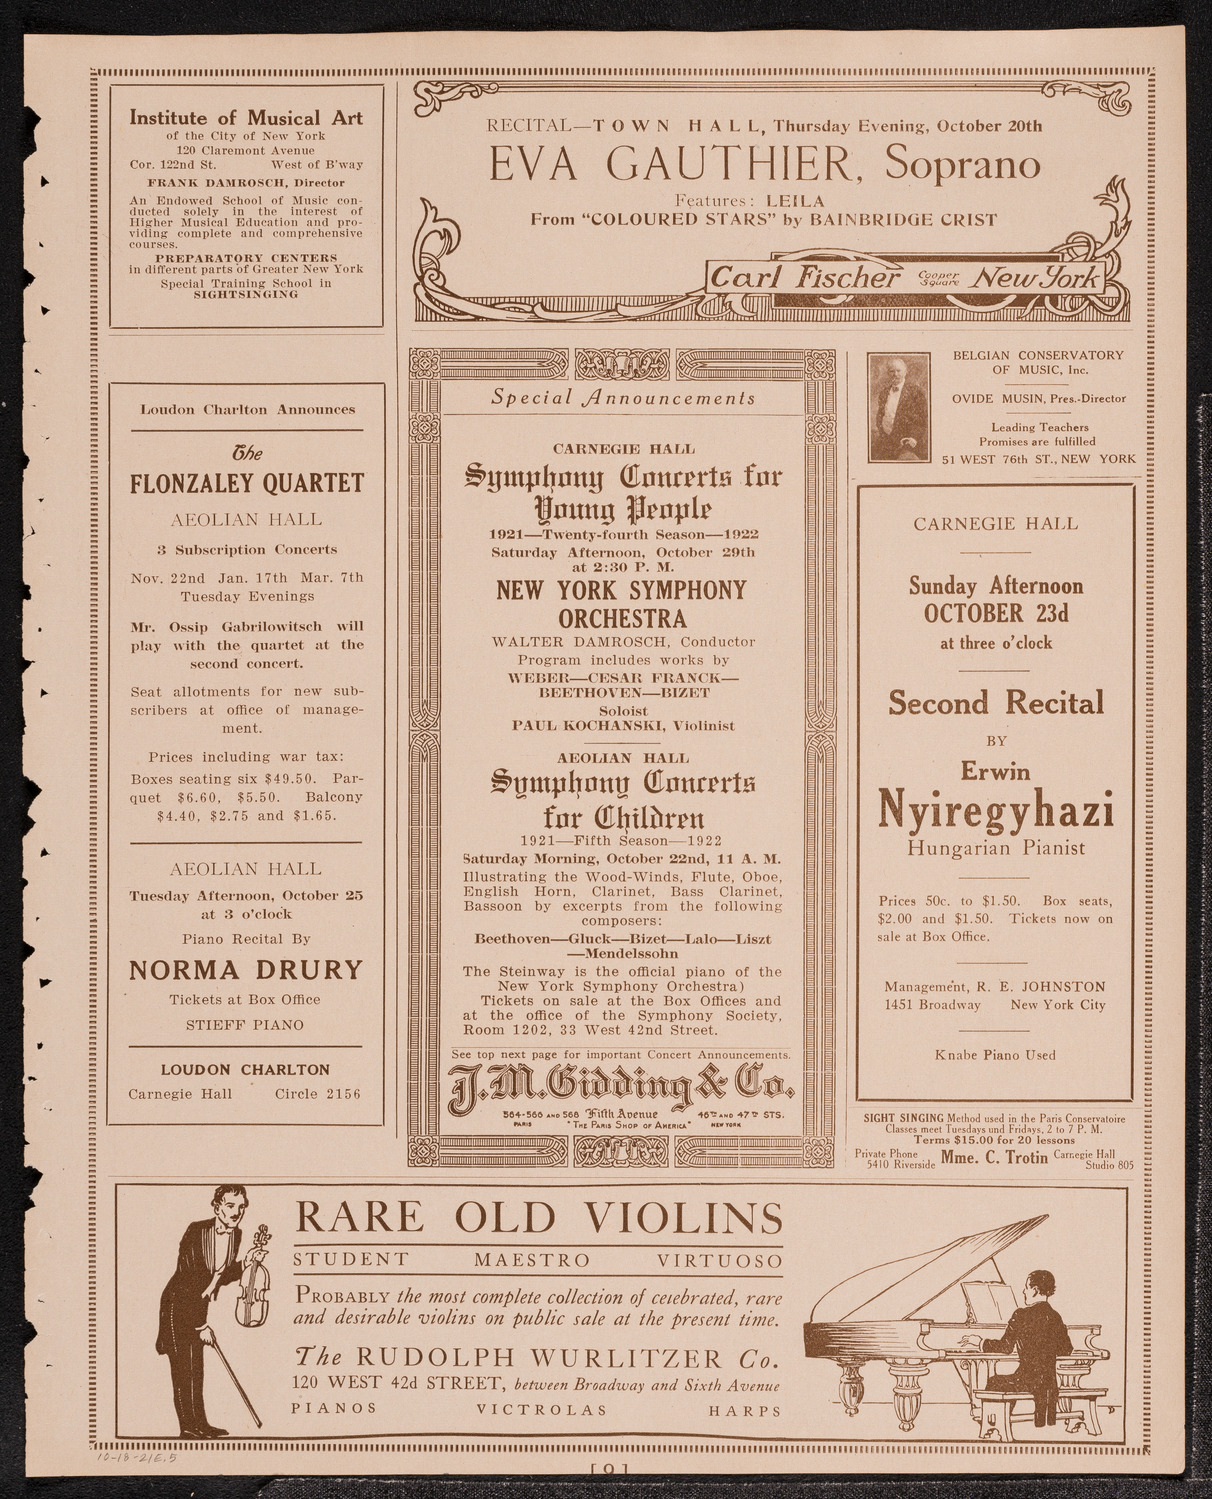 Institute of Musical Art
of the City of New York
120 Claremont Avenue
Cor. 122nd St. West of B'way
FRANK DAMROSCH, Director
An Endowed School of Music con-
ducted solely in the interest of
Higher Musical Education and pro-
viding complete and comprehensive
courses.
PREPARATORY CENTERS
in different parts of Greater New York
Special Training School in
SIGHTSINGING
RECITAL—TOWN HALL, Thursday Evening, October 20th
EVA GAUTHIER, Soprano
Features: LEILA
From "COLOURED STARS" by BAINBRIDGE CRIST
Carl Fischer Cooper Square New York
Loudon Charlton Announces
The
FLONZALEY QUARTET
AEOLIAN HALL
3 Subscription Concerts
Nov. 22nd Jan. 17th Mar. 7th
Tuesday Evenings
Mr. Ossip Gabrilowitsch will
play with the quartet at the
second concert.
Seat allotments for new sub-
scribers at office of manage-
ment.
Prices including war tax:
Boxes seating six $49.50. Par-
quet $6.60, $5.50. Balcony
$4.40, $2.75 and $1.65.
AEOLIAN HALL
Tuesday Afternoon, October 25
at 3 o'clock
Piano Recital By
NORMA DRURY
Tickets at Box Office
STIEFF PIANO
LOUDON CHARLTON
Carnegie Hall Circle 2156
Special Announcements
CARNEGIE HALL
Symphony Concerts for
Young People
1921—Twenty-fourth Season—1922
Saturday Afternoon, October 29th
at 2:30 P. M.
NEW YORK SYMPHONY
ORCHESTRA
WALTER DAMROSCH, Conductor
Program includes works by
WEBER—CESAR FRANCK—
BEETHOVEN—BIZET
Soloist
PAUL KOCHANSKI, Violinist
AEOLIAN HALL
Symphony Concerts
for Children
1921—Fifth Season—1922
Saturday Morning, October 22nd, 11 A. M.
Illustrating the Wood-Winds, Flute, Oboe,
English Horn, Clarinet, Bass Clarinet,
Bassoon by excerpts from the following
composers:
Beethoven—Gluck—Bizet—Lalo—Liszt
—Mendelssohn
The Steinway is the official piano of the
New York Symphony Orchestra)
Tickets on sale at the Box Offices and
at the office of the Symphony Society,
Room 1202, 33 West 42nd Street.
See top next page for important Concert Announcements.
J.M. Gidding & Co.
564-566 AND 568 Fifth Avenue 46TH AND 47TH STS.
PARIS "THE PARIS SHOP OF AMERICA" NEW YORK
BELGIAN CONSERVATORY
OF MUSIC, Inc.
OVIDE MUSIN, Pres.-Director
Leading Teachers
Promises are fulfilled
51 WEST 76th ST., NEW YORK
CARNEGIE HALL
Sunday Afternoon
OCTOBER 23d
at three o'clock
Second Recital
BY
Erwin
Nyiregyhazi
Hungarian Pianist
Prices 50c. to $1.50. Box seats,
$2.00 and $1.50. Tickets now on
sale at Box Office.
Management, R. E. JOHNSTON
1451 Broadway New York City
Knabe Piano Used
SIGHT SINGING Method used in the Paris Conservatoire
Classes meet Tuesdays und Fridays, 2 to 7 P. M.
Terms $15.00 for 20 lessons
Private Phone 5410 Riverside Mme. C. Trotin Carnegie Hall Studio 805
RARE OLD VIOLINS
STUDENT MAESTRO VIRTUOSO
PROBABLY the most complete collection of celebrated, rare
and desirable violins on public sale at the present time.
The RUDOLPH WURLITZER Co.
120 WEST 42d STREET, between Broadway and Sixth Avenue
PIANOS VICTROLAS HARPS
10-18-21E.5
[9]